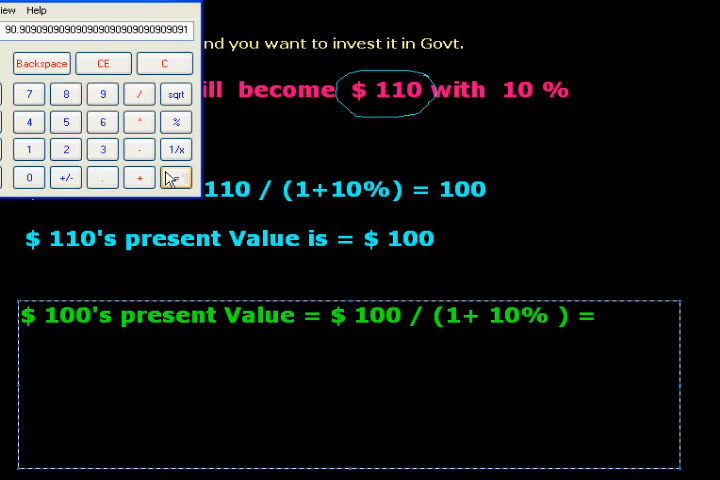 iew Help
90.909090909090909090909090909091
Backspace CE C
7 8 9 / sqrt
4 5 6 * %
1 2 3 - 1/x
0 +/- . + =
nd you want to invest it in Govt.
ill become $ 110 with 10 %
110 / (1+10%) = 100
$ 110's present Value is = $ 100
$ 100's present Value = $ 100 / (1+ 10% ) =